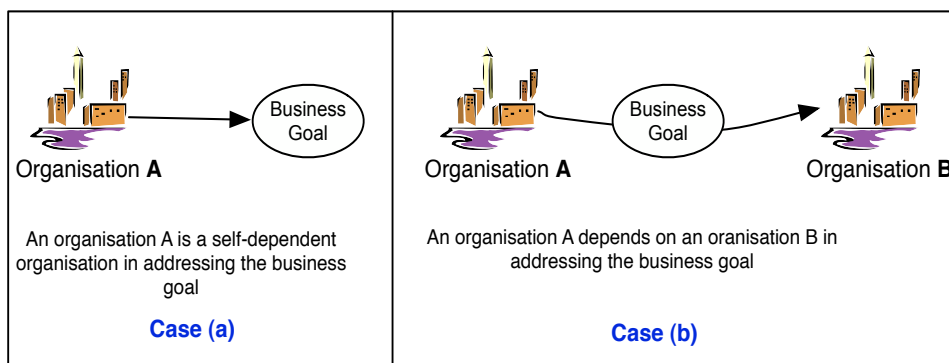 Business
Goal
Organisation A
An organisation A is a self-dependent
organisation in addressing the business
goal
Case (a)
Business
Goal
Organisation A
Organisation B
An organisation A depends on an oranisation B in
addressing the business goal
Case (b)